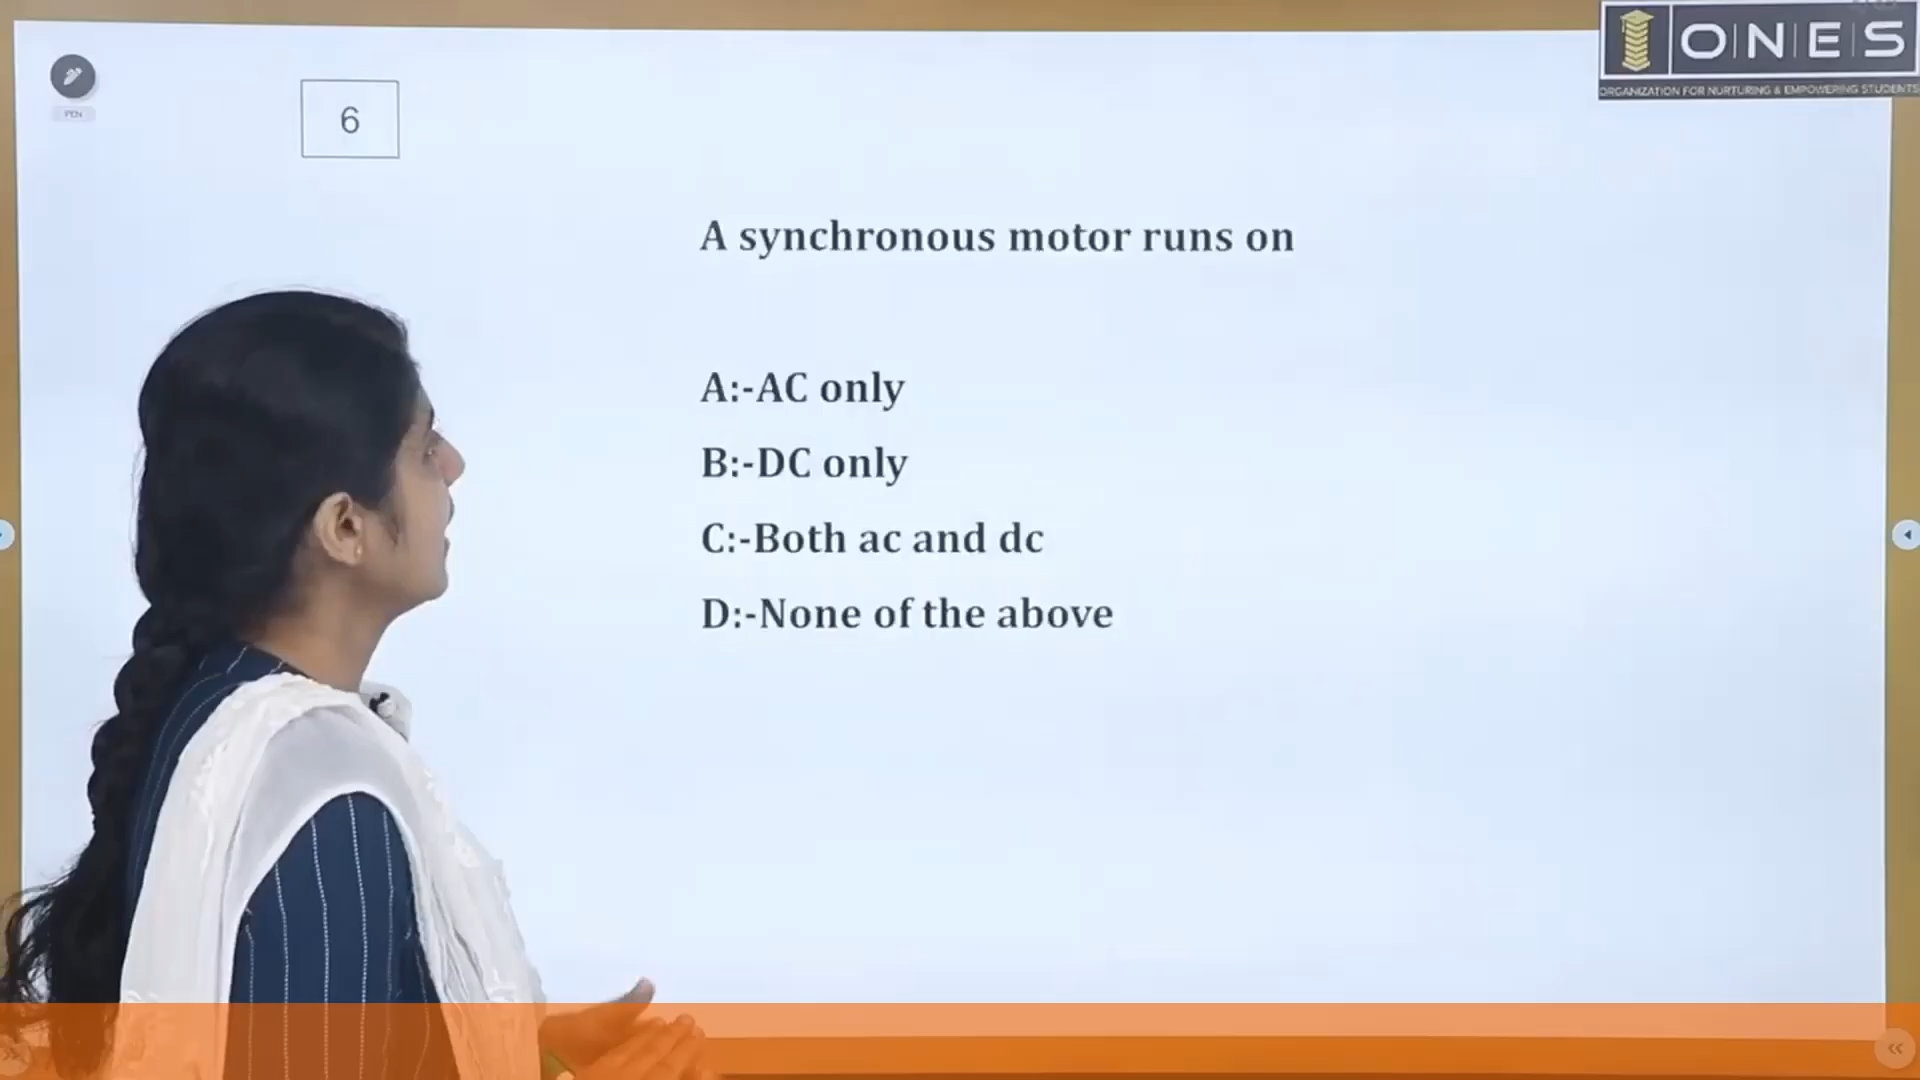 O|N|E|S
ORGANIZATION FOR NURTURING & EMPOWERING STUDENTS
PEN
6
A synchronous motor runs on
A:-AC only
B:-DC only
C:-Both ac and dc
D:-None of the above